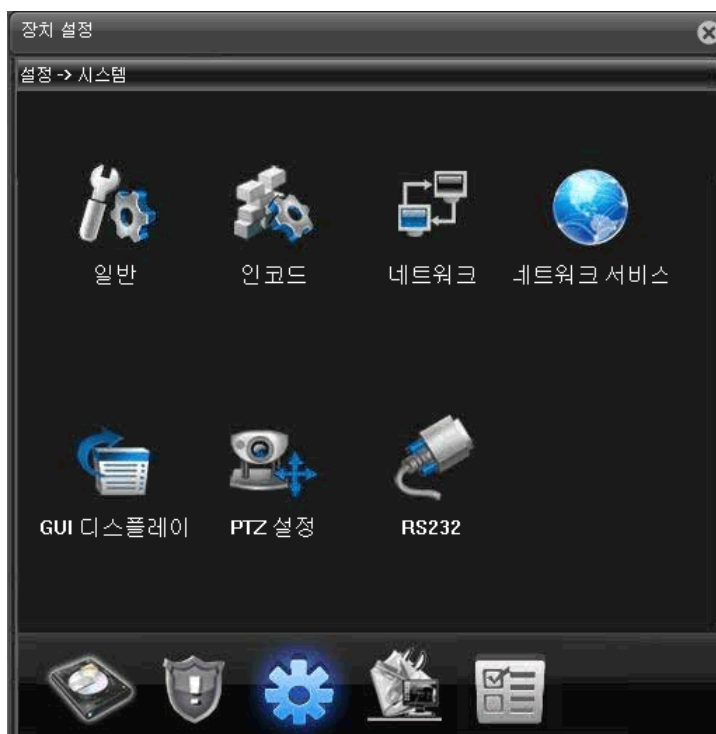 장치 설정
설정 -> 시스템
일반
인코드
네트워크
네트워크 서비스
GUI 디스플레이
PTZ 설정
RS232